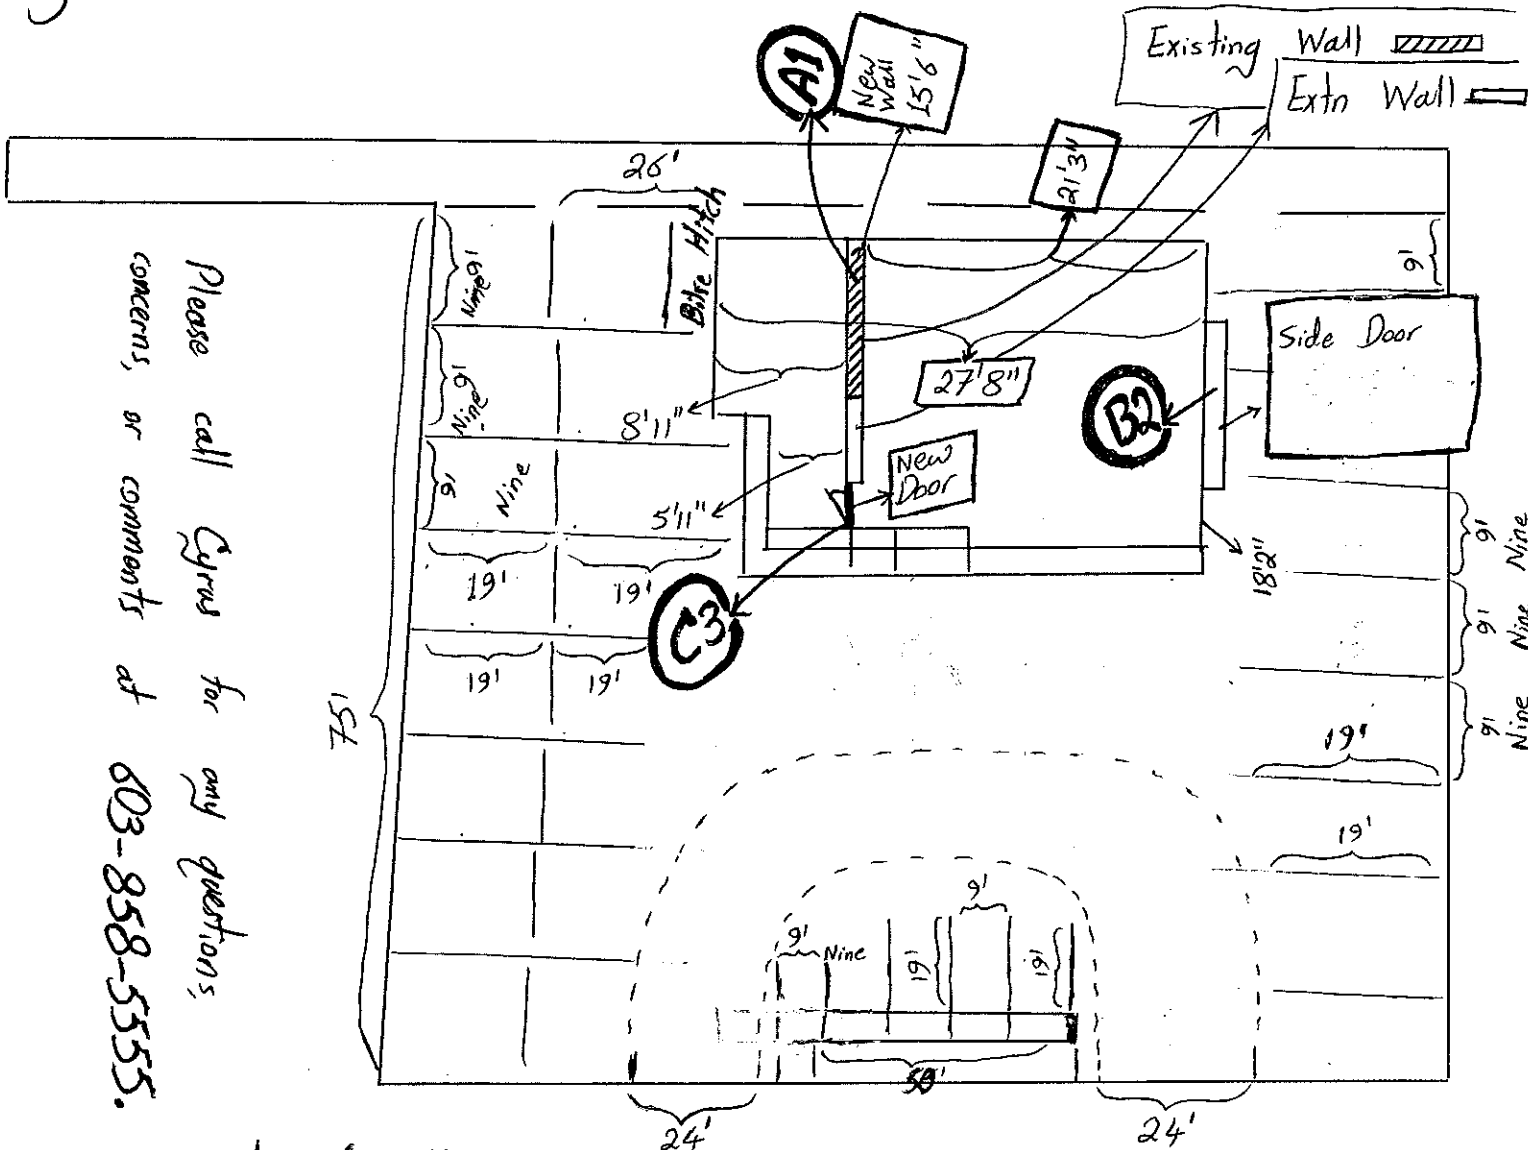 Existing Wall
Extn Wall
A1
New
Wall
15'6"
21'3"
26'
Bike Hitch
9'
Nine
9'
Nine
9'
Nine
9'
Side Door
27'8"
B2
8'11"
New
Door
5'11"
18'2"
C3
19'
19'
19'
19'
9'
Nine
9'
Nine
9'
Nine
75'
19'
19'
9'
9'
Nine
19'
19'
50'
24'
24'
Please call Cyrus for any question's,
concerns, or comments at 603-858-5555.